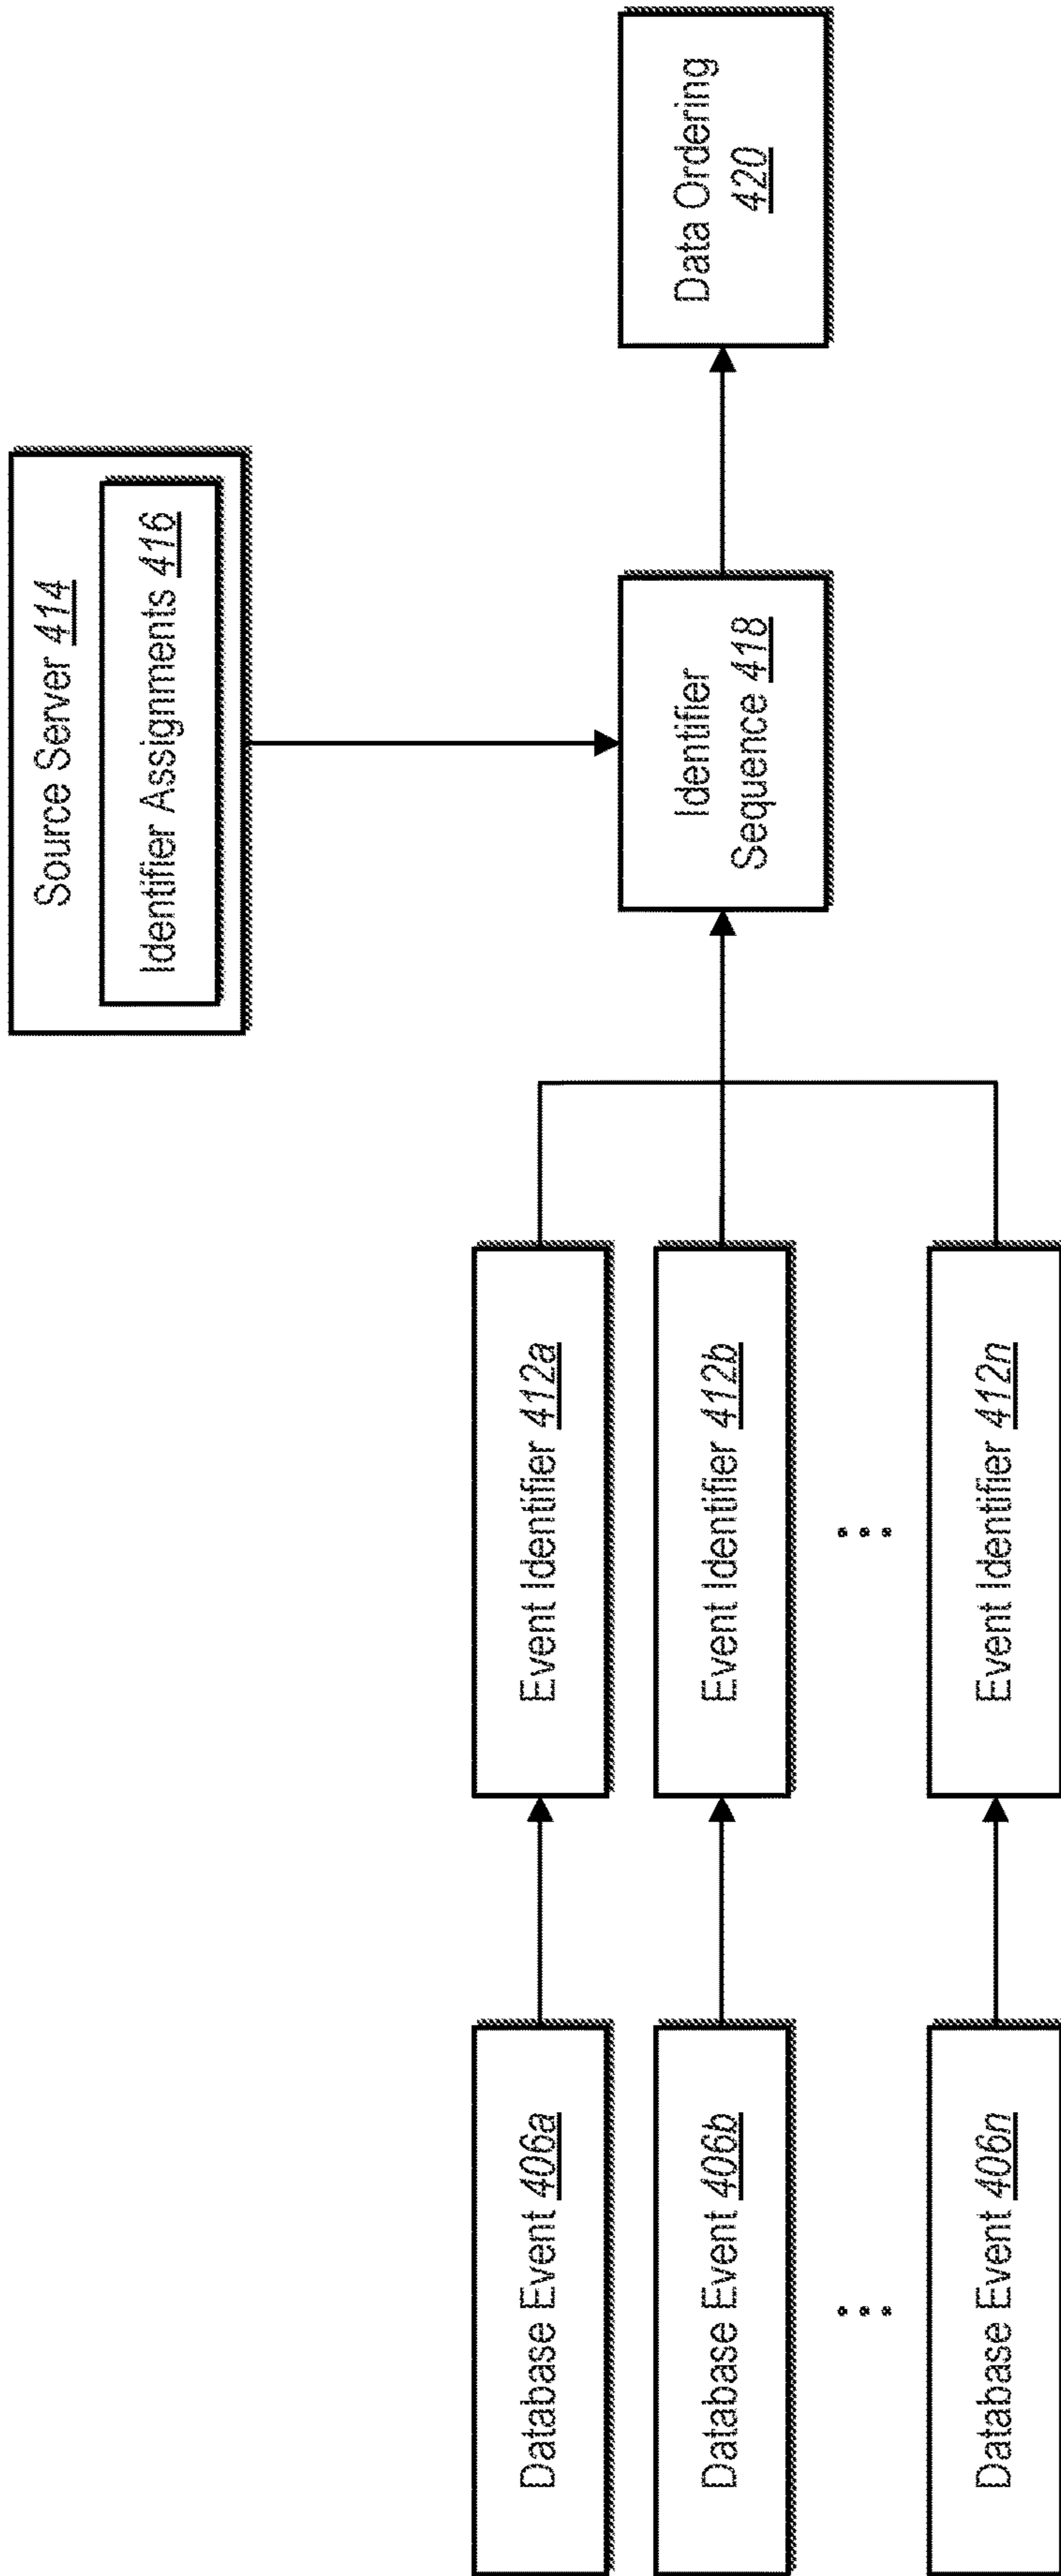 Source Server 414
Identifier Assignments 416
Database Event 406a
Event Identifier 412a
Database Event 406b
Event Identifier 412b
...
...
Database Event 406n
Event Identifier 412n
Identifier
Sequence 418
Data Ordering
420